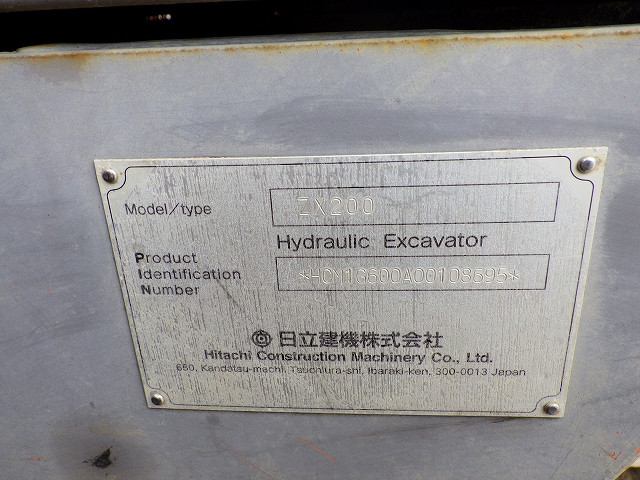 Model/type ZX200
Hydraulic Excavator
Product
Identification
Number
*HCM1G600A00108695*
日立建機株式会社
Hitachi Construction Machinery Co., Ltd.
650, Kandatsu-machi, Tsuchiura-shi, Ibaraki-ken, 300-0013 Japan